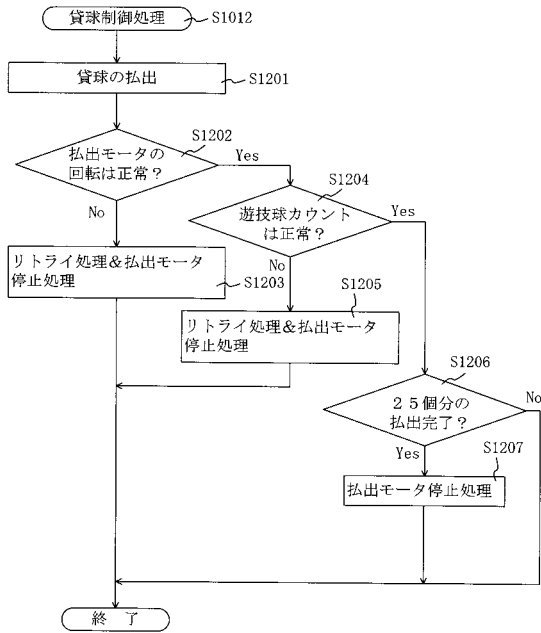 貸球制御処理
S1012
貸球の払出
S1201
払出モータの
回転は正常?
S1202
Yes
No
遊技球カウント
は正常?
S1204
Yes
No
リトライ処理&払出モータ
停止処理
S1203
リトライ処理&払出モータ
停止処理
S1205
25個分の
払出完了?
S1206
No
Yes
払出モータ停止処理
S1207
終 了